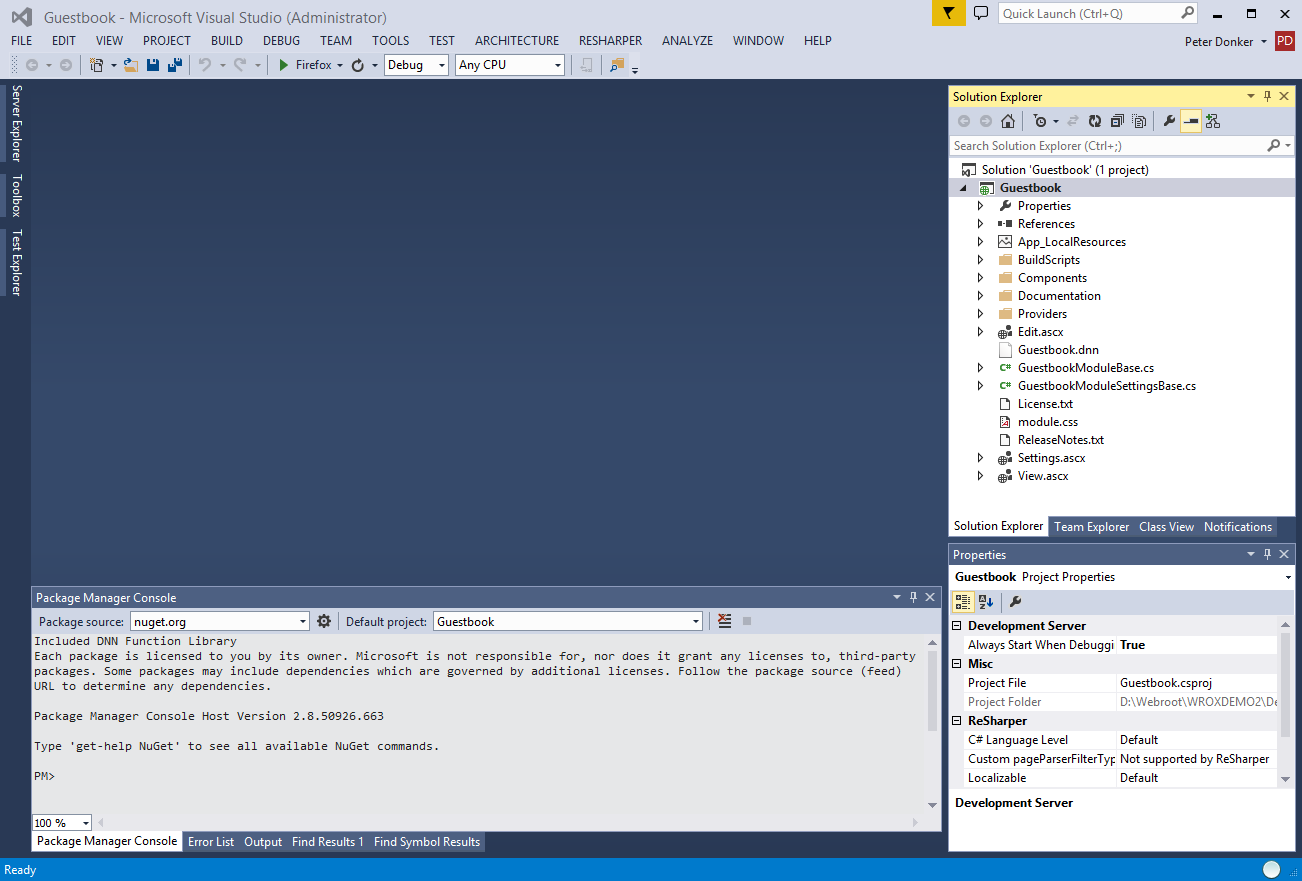 Guestbook - Microsoft Visual Studio (Administrator)
Quick Launch (Ctrl+Q)
FILE EDIT VIEW PROJECT BUILD DEBUG TEAM TOOLS TEST ARCHITECTURE RESHARPER ANALYZE WINDOW HELP
Peter Donker
PD
Firefox Debug Any CPU
Server Explorer
Toolbox
Test Explorer
Solution Explorer
Search Solution Explorer (Ctrl+;)
Solution 'Guestbook' (1 project)
Guestbook
Properties
References
App_LocalResources
BuildScripts
Components
Documentation
Providers
Edit.ascx
Guestbook.dnn
C# GuestbookModuleBase.cs
C# GuestbookModuleSettingsBase.cs
License.txt
module.css
ReleaseNotes.txt
Settings.ascx
View.ascx
Solution Explorer Team Explorer Class View Notifications
Properties
Guestbook Project Properties
Development Server
Always Start When Debuggi True
Misc
Project File Guestbook.csproj
Project Folder D:\Webroot\WROXDEMO2\De
ReSharper
C# Language Level Default
Custom pageParserFilterTyp Not supported by ReSharper
Localizable Default
Development Server
Package Manager Console
Package source: nuget.org Default project: Guestbook
Included DNN Function Library
Each package is licensed to you by its owner. Microsoft is not responsible for, nor does it grant any licenses to, third-party
packages. Some packages may include dependencies which are governed by additional licenses. Follow the package source (feed)
URL to determine any dependencies.
Package Manager Console Host Version 2.8.50926.663
Type 'get-help NuGet' to see all available NuGet commands.
PM>
100 %
Package Manager Console Error List Output Find Results 1 Find Symbol Results
Ready